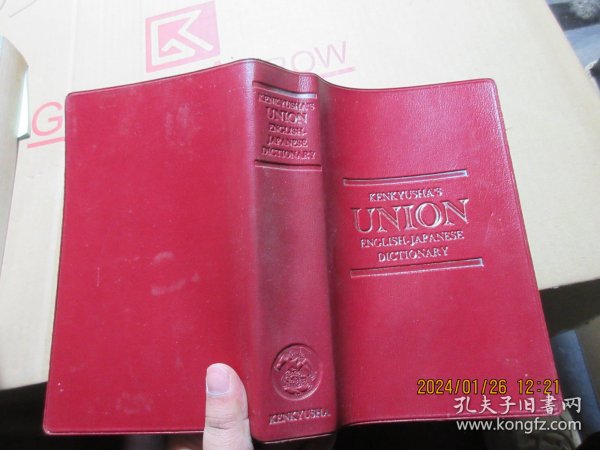 KENKYUSHA'S
UNION
ENGLISH-
JAPANESE
DICTIONARY
KENKYUSHA
KENKYUSHA'S
UNION
ENGLISH-JAPANESE
DICTIONARY
2024/01/26 12:21
孔夫子旧书网
www.kongfz.com